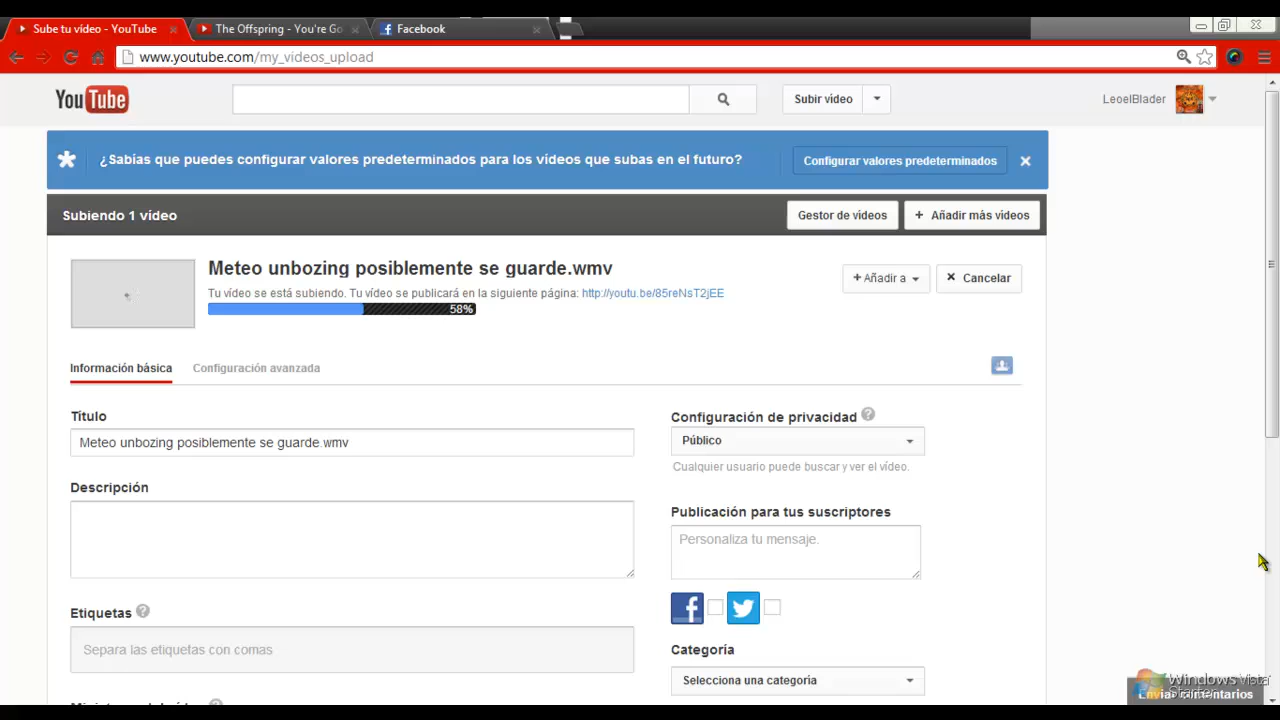 Sube tu vídeo - YouTube
The Offspring - You're Go
Facebook
www.youtube.com/my_videos_upload
YouTube
Subir vídeo
LeoelBlader
¿Sabías que puedes configurar valores predeterminados para los vídeos que subas en el futuro?
Configurar valores predeterminados
Subiendo 1 vídeo
Gestor de vídeos
+ Añadir más vídeos
Meteo unbozing posiblemente se guarde.wmv
+ Añadir a
Cancelar
Tu vídeo se está subiendo. Tu vídeo se publicará en la siguiente página: http://youtu.be/85reNsT2jEE
58%
Información básica
Configuración avanzada
Título
Configuración de privacidad
Meteo unbozing posiblemente se guarde.wmv
Público
Cualquier usuario puede buscar y ver el vídeo.
Descripción
Publicación para tus suscriptores
Personaliza tu mensaje.
Etiquetas
Separa las etiquetas con comas
Categoría
Selecciona una categoría
Windows Vista
Starter
Enviar comentarios